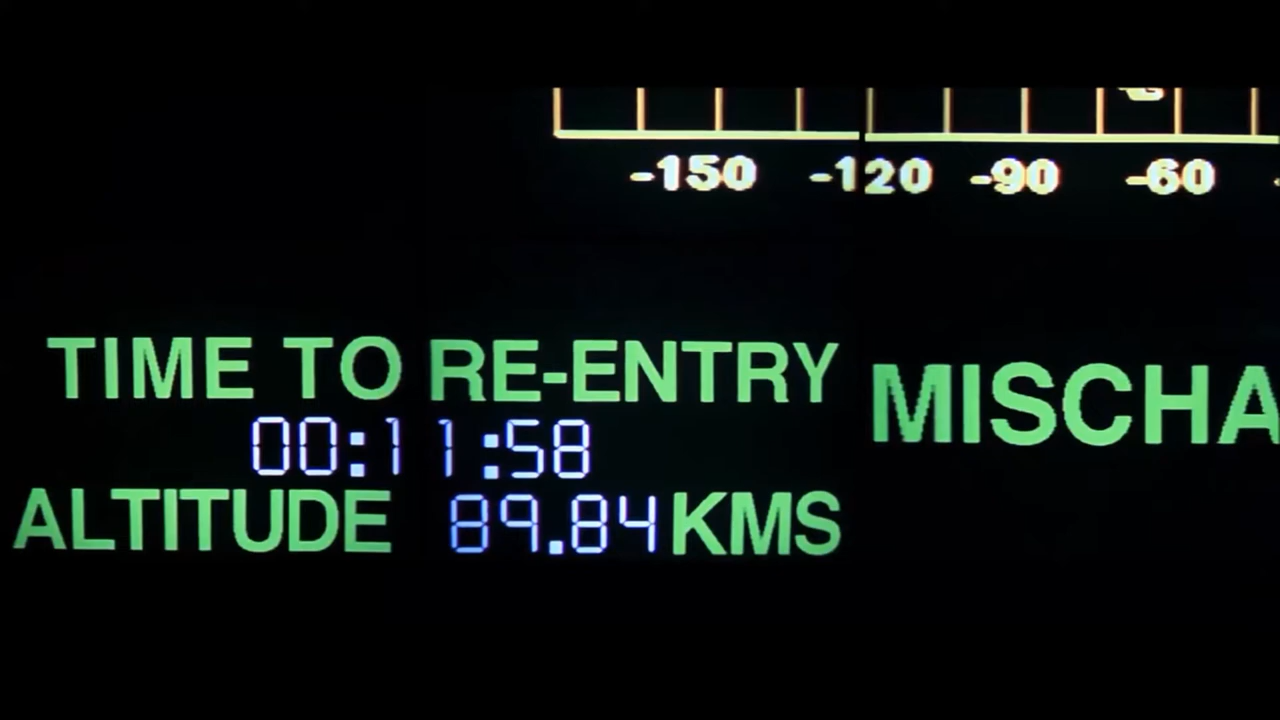 -150 -120 -90 -60
TIME TO RE-ENTRY
00:11:58
ALTITUDE 89.84 KMS
MISCHA